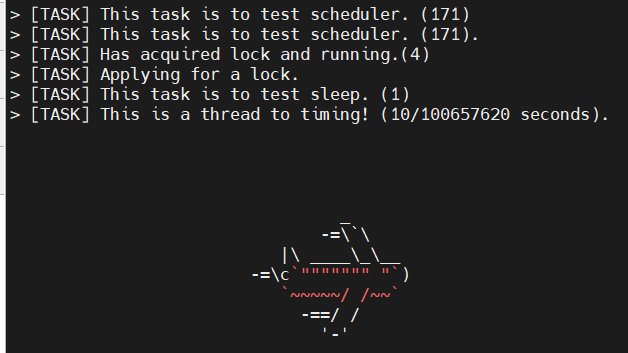 > [TASK] This task is to test scheduler. (171)
> [TASK] This task is to test scheduler. (171).
> [TASK] Has acquired lock and running.(4)
> [TASK] Applying for a lock.
> [TASK] This task is to test sleep. (1)
> [TASK] This is a thread to timing! (10/100657620 seconds).
                                 _
                               -=\`\
                           |\ ____\_\__
                         -=\c`""""""" "`)
                            `~~~~~/ /~~`
                              -==/ /
                                '-'